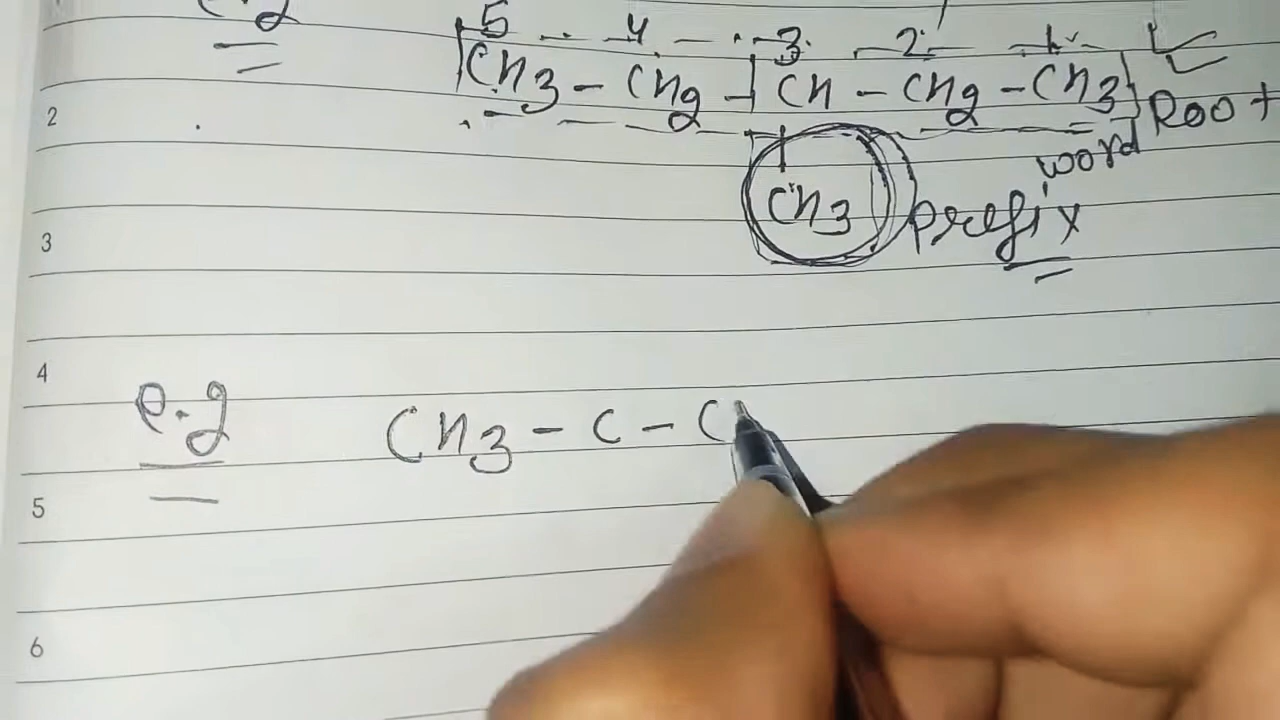 5 4 3 2 1
CH3 - CH2 - CH - CH2 - CH3 Root
2
word
CH3 prefix
3
4
e.g CH3 - C - C
5
6